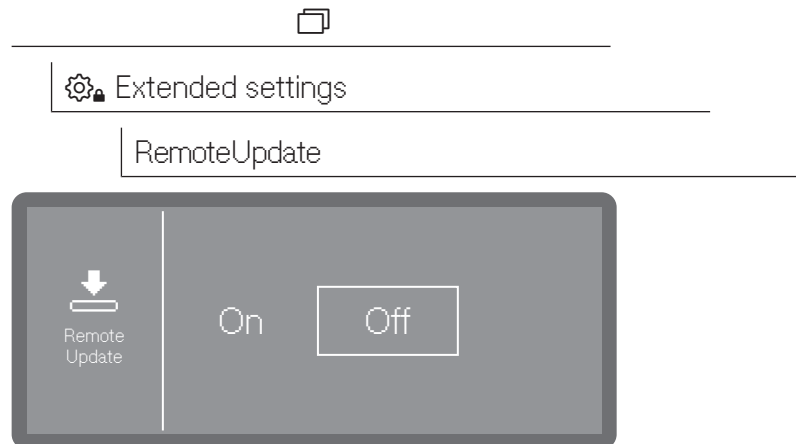 Extended settings
RemoteUpdate
Remote
Update
On
Off